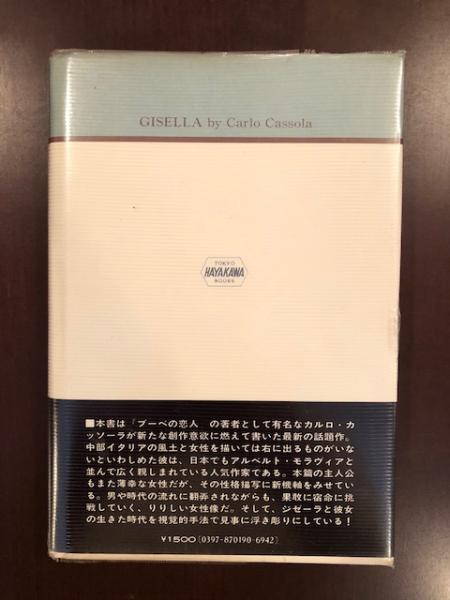 GISELLA by Carlo Cassola
TOKYO
HAYAKAWA
BOOKS
■本書は「ブーベの恋人」の著者として有名なカルロ・カ
ッソーラが新たな創作意欲に燃えて書いた最新の話題作。
中部イタリアの風土と女性を描いては右に出るものがいな
いといわしめた彼は、日本でもアルベルト・モラヴィアと
並んで広く親しまれている人気作家である。本篇の主人公
もまた薄幸な女性だが、その性格描写に新機軸をみせてい
る。男や時代の流れに翻弄されながらも、果敢に宿命に挑
戦していく、りりしい女性像だ。そして、ジゼーラと彼女
の生きた時代を視覚的手法で見事に浮き彫りにしている!
¥1500〔0397-870190-6942〕